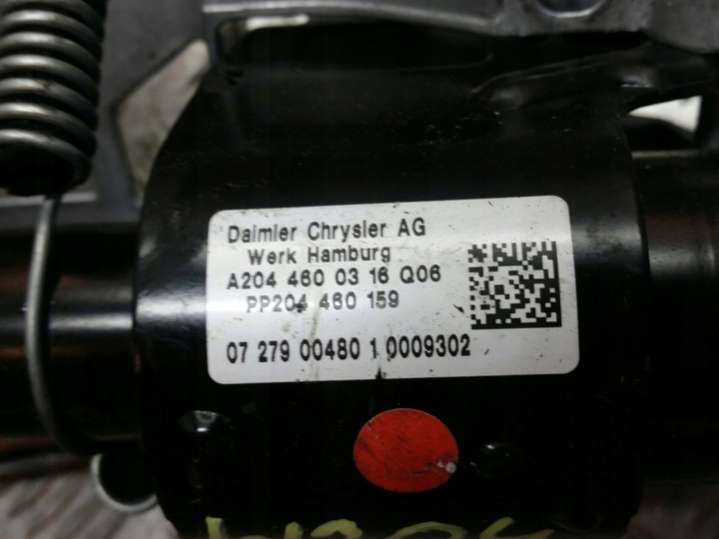 Daimler Chrysler AG
Werk Hamburg
A204 460 03 16 Q06
PP204 460 159
07 279 00480 1 0009302